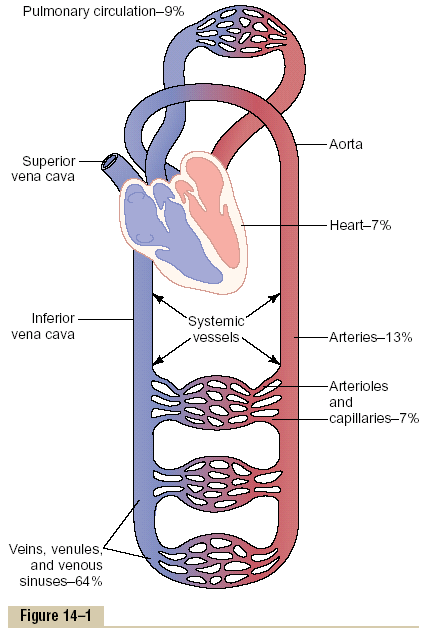 Pulmonary circulation–9%
Aorta
Superior
vena cava
Heart–7%
Inferior
vena cava
Systemic
vessels
Arteries–13%
Arterioles
and
capillaries–7%
Veins, venules,
and venous
sinuses–64%
Figure 14–1